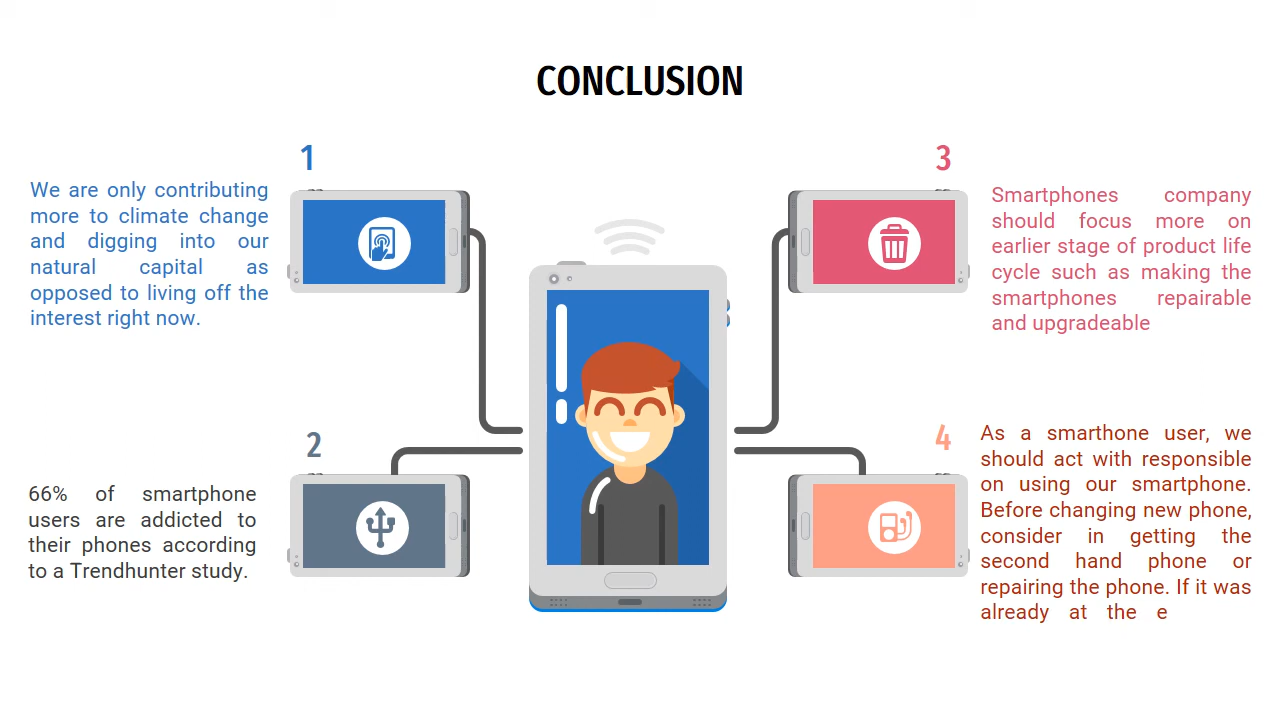 CONCLUSION
1
We are only contributing
more to climate change
and digging into our
natural capital as
opposed to living off the
interest right now.
2
66% of smartphone
users are addicted to
their phones according
to a Trendhunter study.
3
Smartphones company
should focus more on
earlier stage of product life
cycle such as making the
smartphones repairable
and upgradeable
4
As a smarthone user, we
should act with responsible
on using our smartphone.
Before changing new phone,
consider in getting the
second hand phone or
repairing the phone. If it was
already at the e